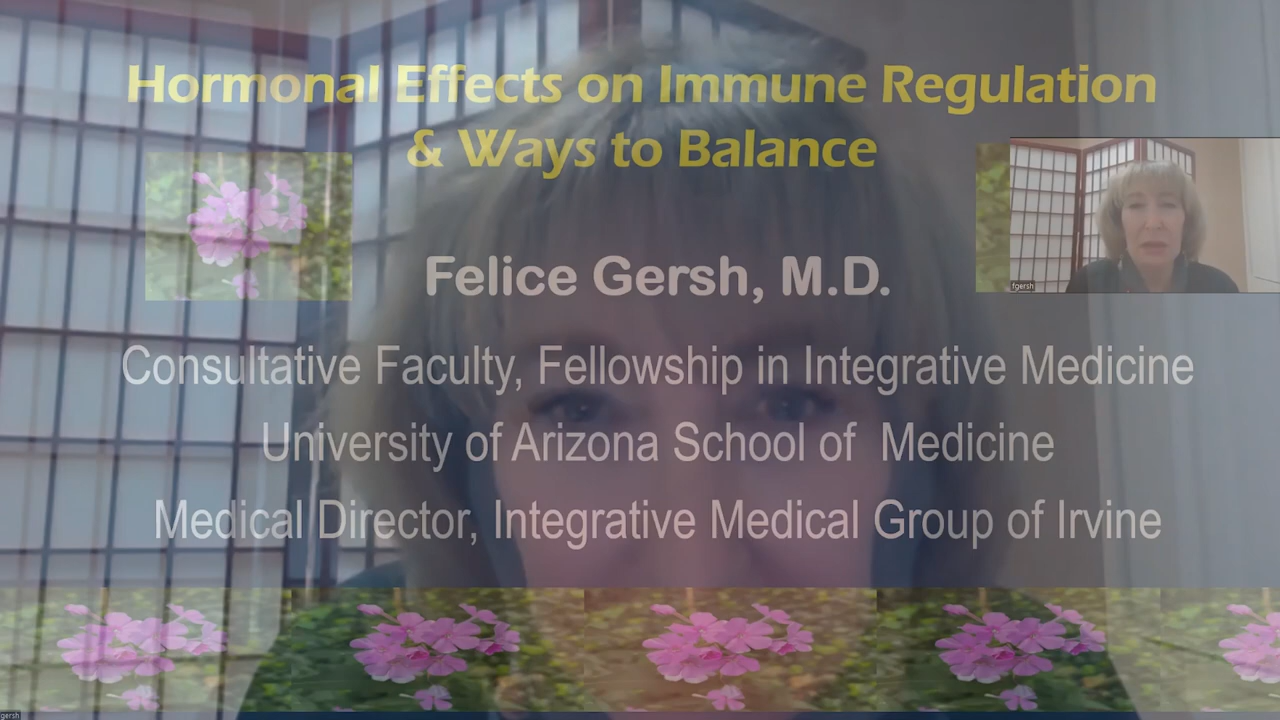 Hormonal Effects on Immune Regulation
& Ways to Balance
Felice Gersh, M.D.
fgersh
Consultative Faculty, Fellowship in Integrative Medicine
University of Arizona School of Medicine
Medical Director, Integrative Medical Group of Irvine
gersh